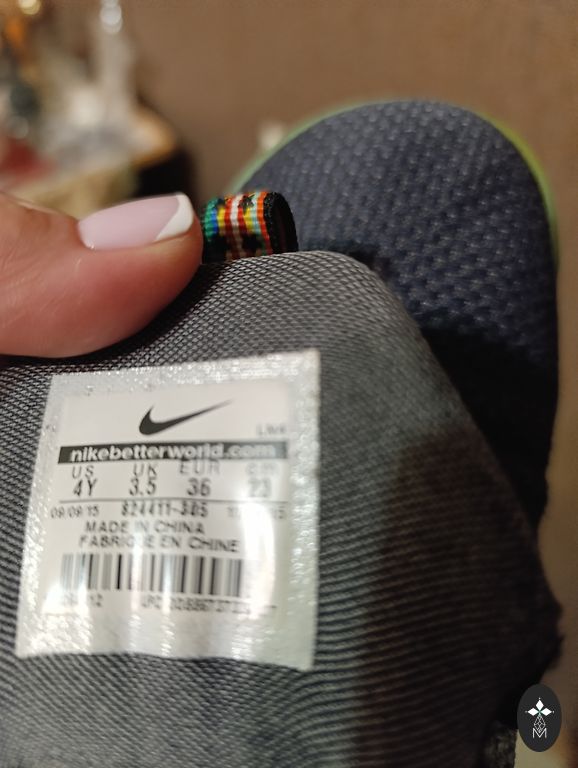 nikebetterworld.com
US UK EUR cm
4Y 3.5 36 23
09/09/15 824411-305
MADE IN CHINA
FABRIQUE EN CHINE
M